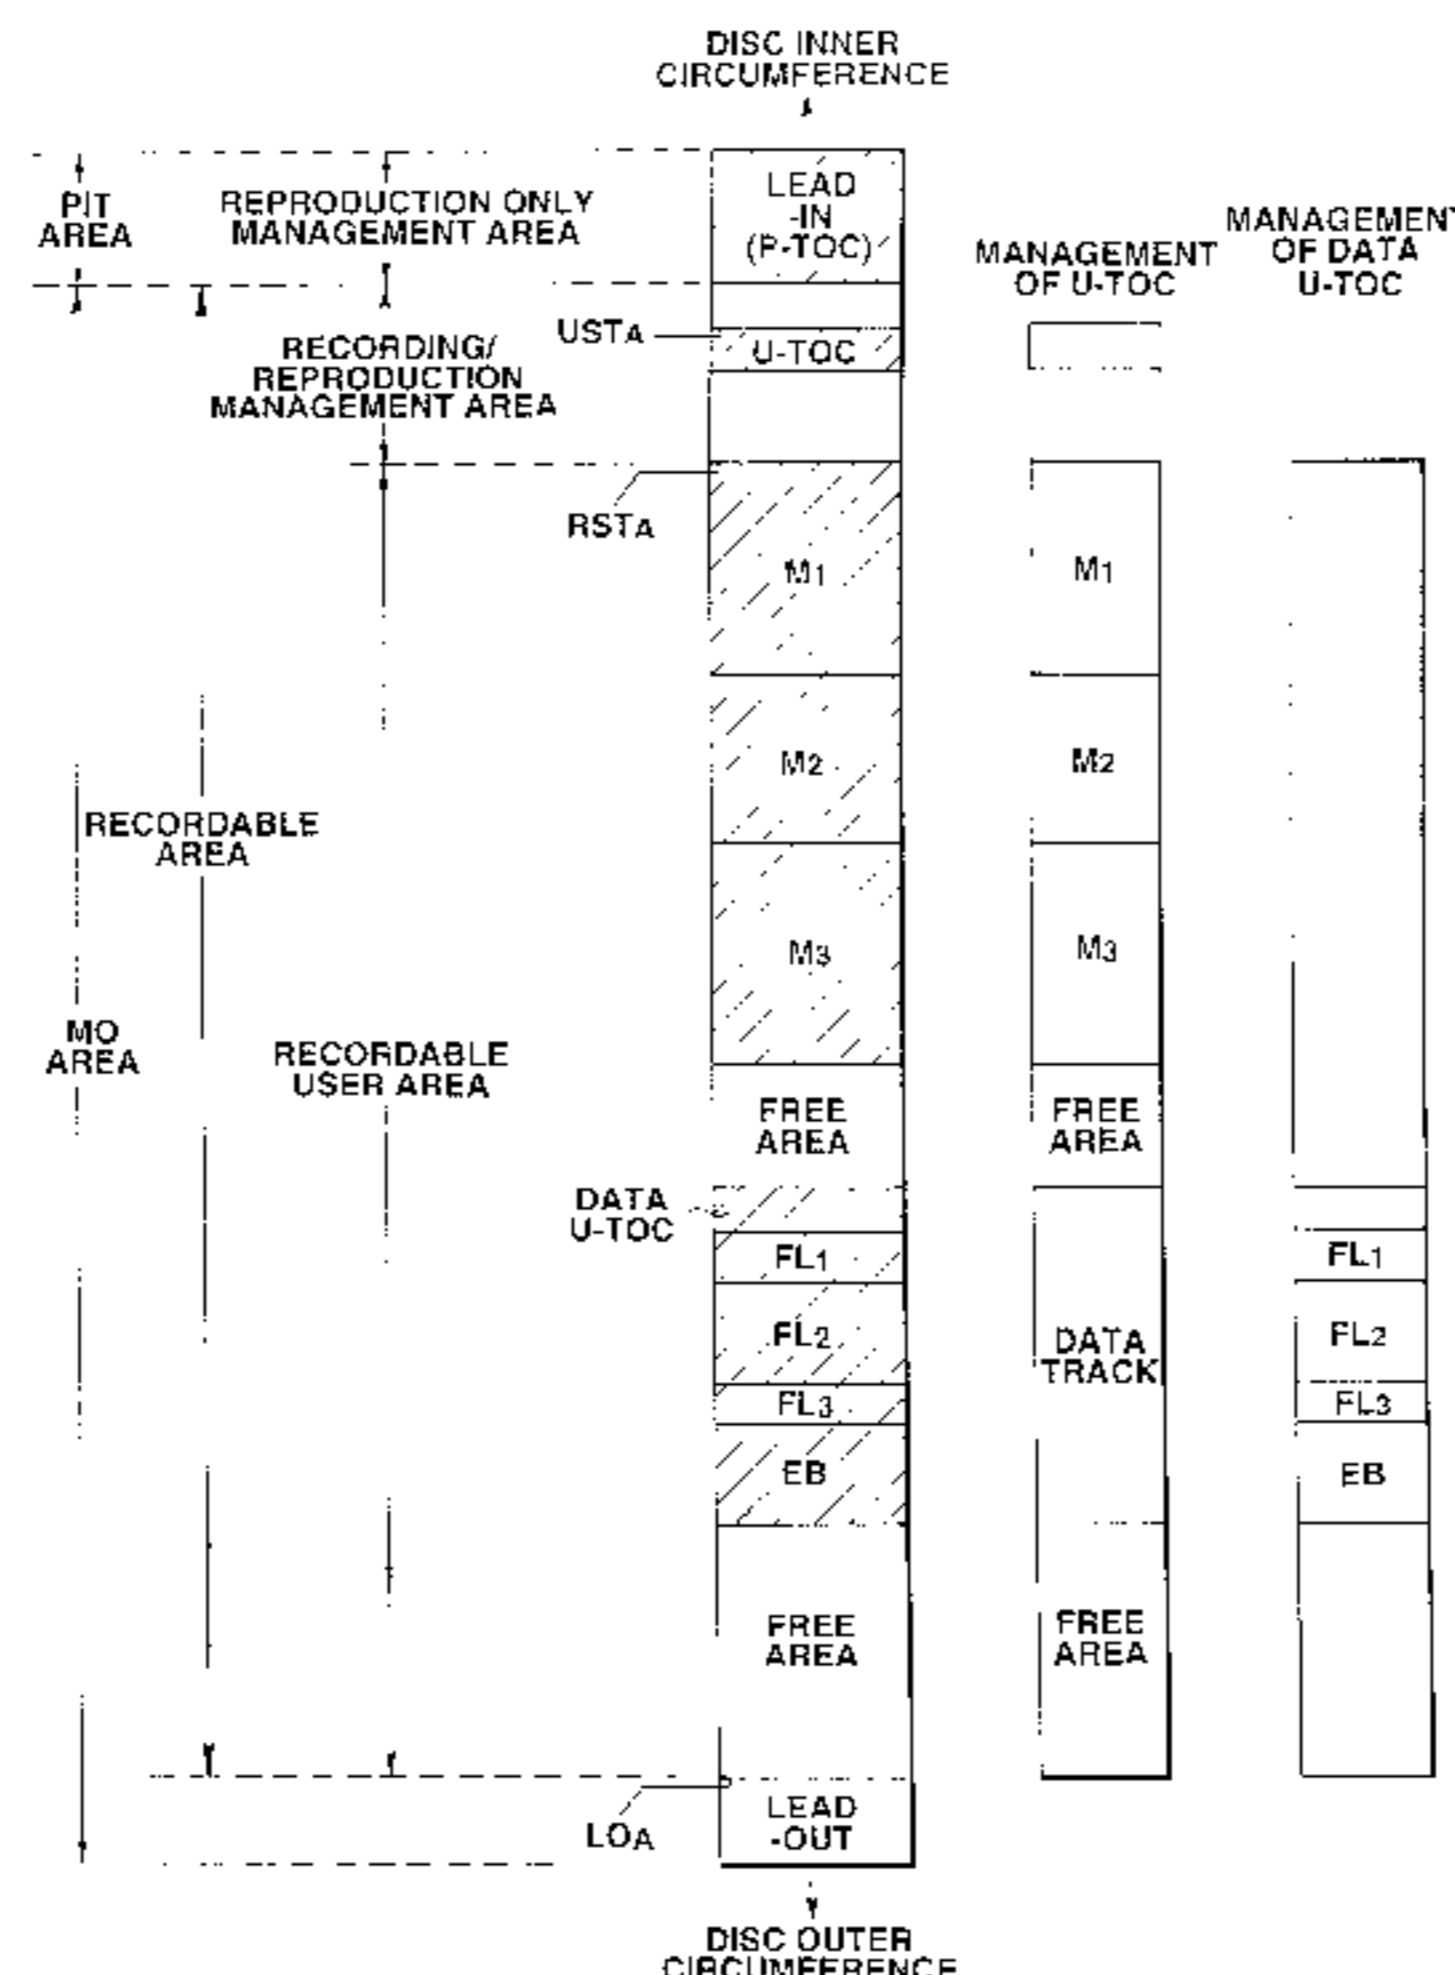 DISC INNER
CIRCUMFERENCE
PIT
AREA
REPRODUCTION ONLY
MANAGEMENT AREA
LEAD
-IN
(P-TOC)
MANAGEMENT
OF U-TOC
MANAGEMENT
OF DATA
U-TOC
USTA
U-TOC
RECORDING/
REPRODUCTION
MANAGEMENT AREA
RSTA
M1
M1
M2
M2
RECORDABLE
AREA
M3
M3
MO
AREA
RECORDABLE
USER AREA
FREE
AREA
FREE
AREA
DATA
U-TOC
FL1
FL1
FL2
DATA
TRACK
FL2
FL3
FL3
EB
EB
FREE
AREA
FREE
AREA
LOA
LEAD
-OUT
DISC OUTER
CIRCUMFERENCE